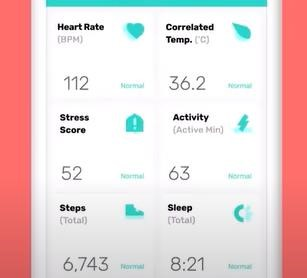 Heart Rate
(BPM)
112
Normal
Correlated
Temp. (°C)
36.2
Normal
Stress
Score
52
Normal
Activity
(Active Min)
63
Normal
Steps
(Total)
6,743
Normal
Sleep
(Total)
8:21
Normal